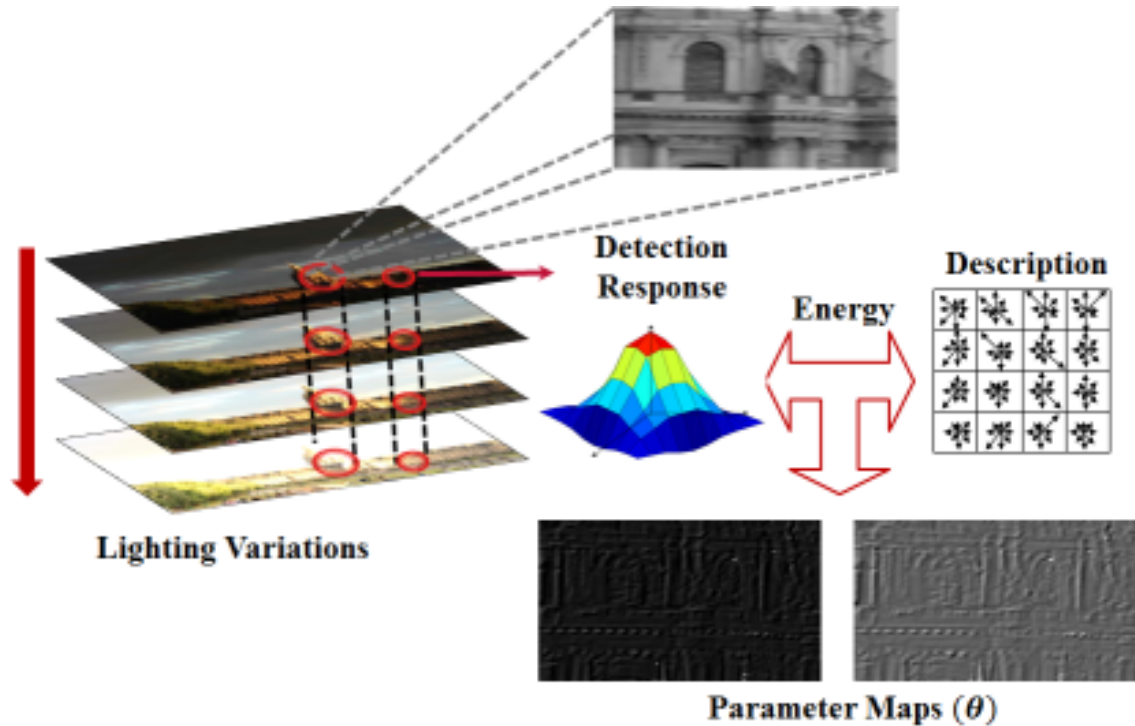 Detection
Response
Description
Energy
Lighting Variations
Parameter Maps (θ)